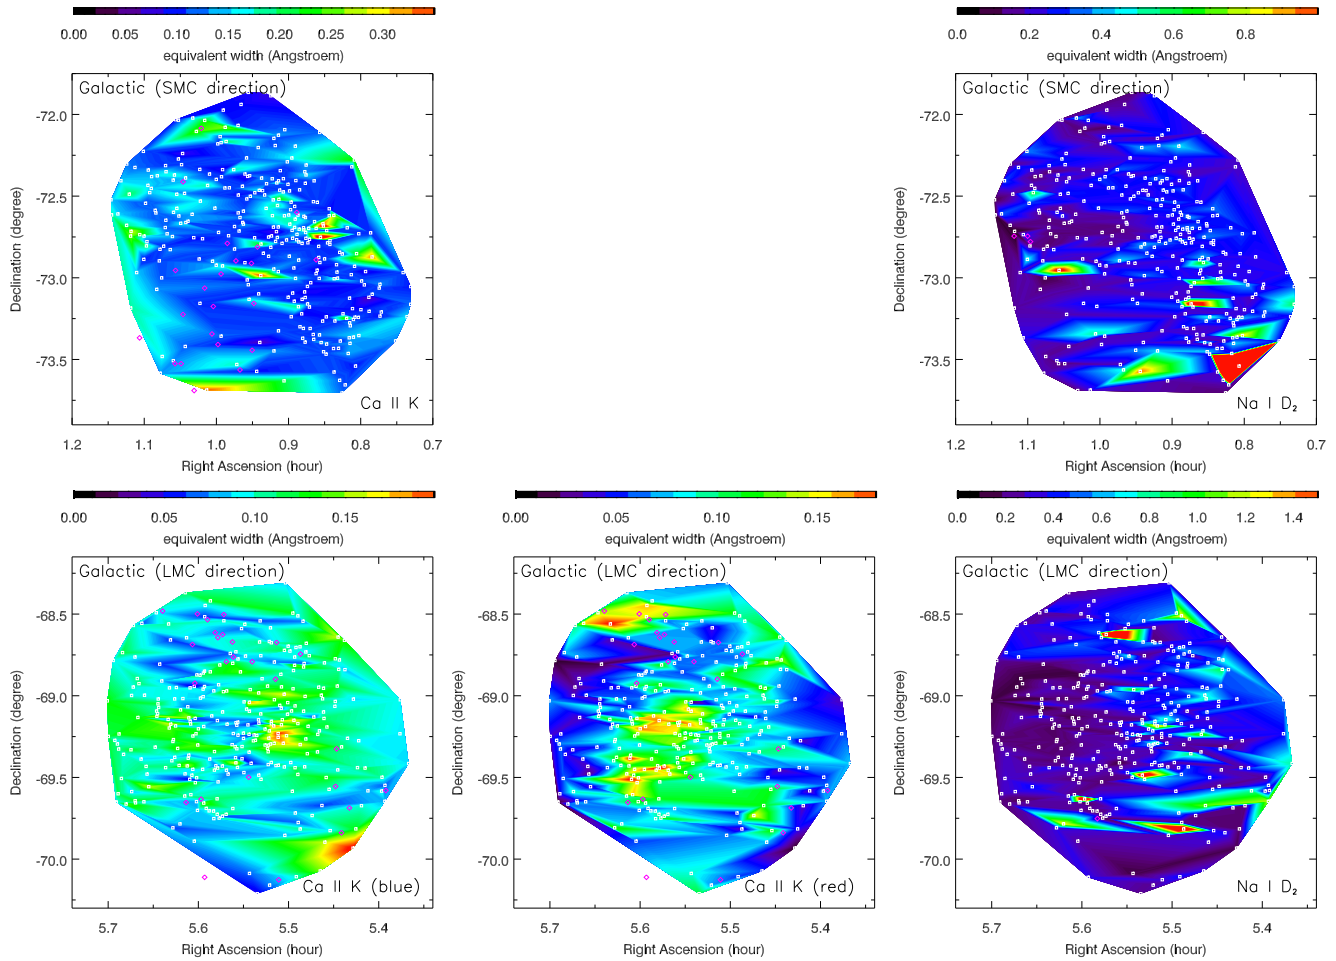 0.00 0.05 0.10 0.15 0.20 0.25 0.30
equivalent width (Angstroem)
Galactic (SMC direction)
-72.0
-72.5
-73.0
-73.5
Declination (degree)
Ca II K
1.2 1.1 1.0 0.9 0.8 0.7
Right Ascension (hour)
0.0 0.2 0.4 0.6 0.8
equivalent width (Angstroem)
Galactic (SMC direction)
-72.0
-72.5
-73.0
-73.5
Declination (degree)
Na I D₂
1.2 1.1 1.0 0.9 0.8 0.7
Right Ascension (hour)
0.00 0.05 0.10 0.15
equivalent width (Angstroem)
Galactic (LMC direction)
-68.5
-69.0
-69.5
-70.0
Declination (degree)
Ca II K (blue)
5.7 5.6 5.5 5.4
Right Ascension (hour)
0.00 0.05 0.10 0.15
equivalent width (Angstroem)
Galactic (LMC direction)
-68.5
-69.0
-69.5
-70.0
Declination (degree)
Ca II K (red)
5.7 5.6 5.5 5.4
Right Ascension (hour)
0.0 0.2 0.4 0.6 0.8 1.0 1.2 1.4
equivalent width (Angstroem)
Galactic (LMC direction)
-68.5
-69.0
-69.5
-70.0
Declination (degree)
Na I D₂
5.7 5.6 5.5 5.4
Right Ascension (hour)